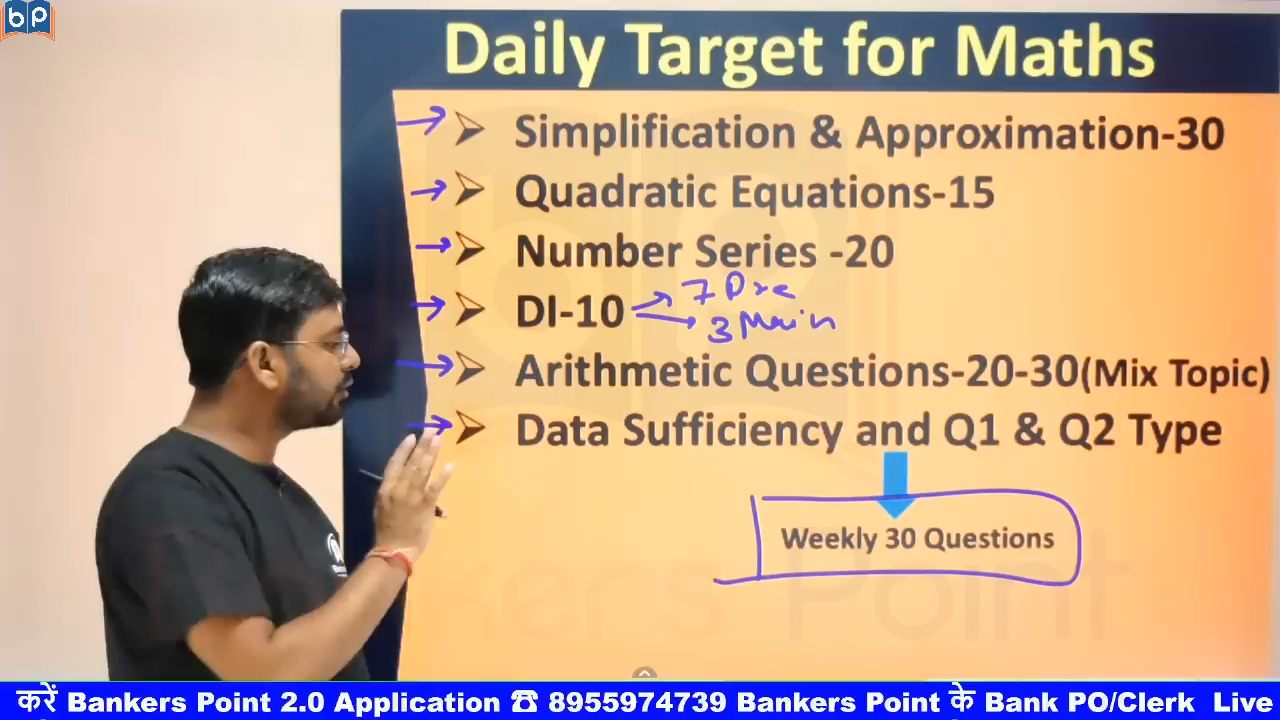 bp
Daily Target for Maths
Simplification & Approximation-30
Quadratic Equations-15
Number Series -20
DI-10
7 Pre
3 Main
Arithmetic Questions-20-30(Mix Topic)
Data Sufficiency and Q1 & Q2 Type
Weekly 30 Questions
kers Point
करें Bankers Point 2.0 Application ☎ 8955974739 Bankers Point के Bank PO/Clerk Live